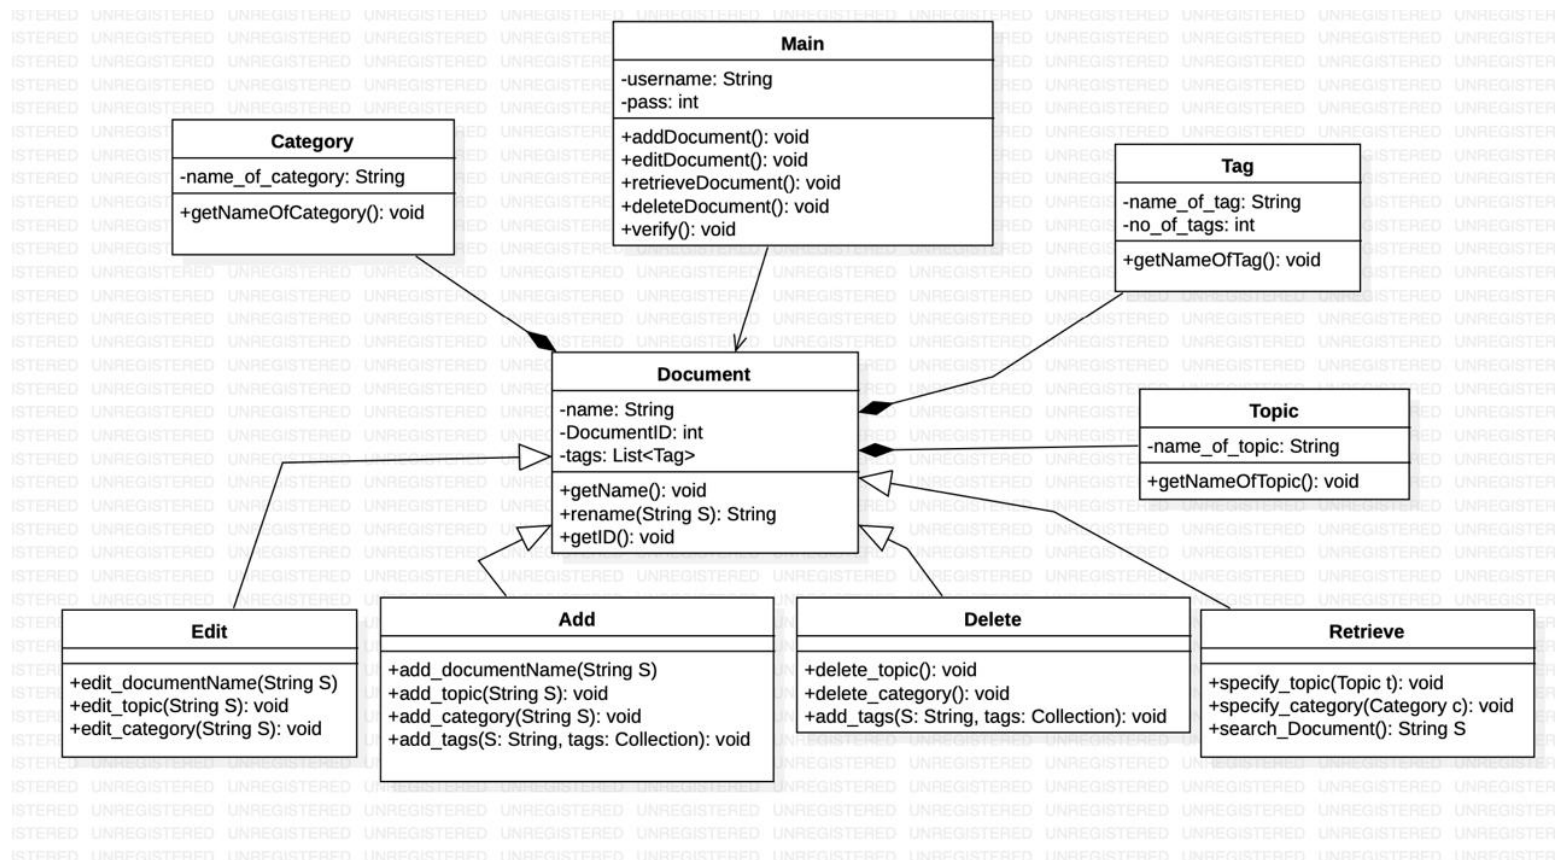 Main
-username: String
-pass: int
+addDocument(): void
+editDocument(): void
+retrieveDocument(): void
+deleteDocument(): void
+verify(): void
Category
-name_of_category: String
+getNameOfCategory(): void
Tag
-name_of_tag: String
-no_of_tags: int
+getNameOfTag(): void
Document
-name: String
-DocumentID: int
-tags: List<Tag>
+getName(): void
+rename(String S): String
+getID(): void
Topic
-name_of_topic: String
+getNameOfTopic(): void
Edit
+edit_documentName(String S)
+edit_topic(String S): void
+edit_category(String S): void
Add
+add_documentName(String S)
+add_topic(String S): void
+add_category(String S): void
+add_tags(S: String, tags: Collection): void
Delete
+delete_topic(): void
+delete_category(): void
+add_tags(S: String, tags: Collection): void
Retrieve
+specify_topic(Topic t): void
+specify_category(Category c): void
+search_Document(): String S
UNREGISTERED